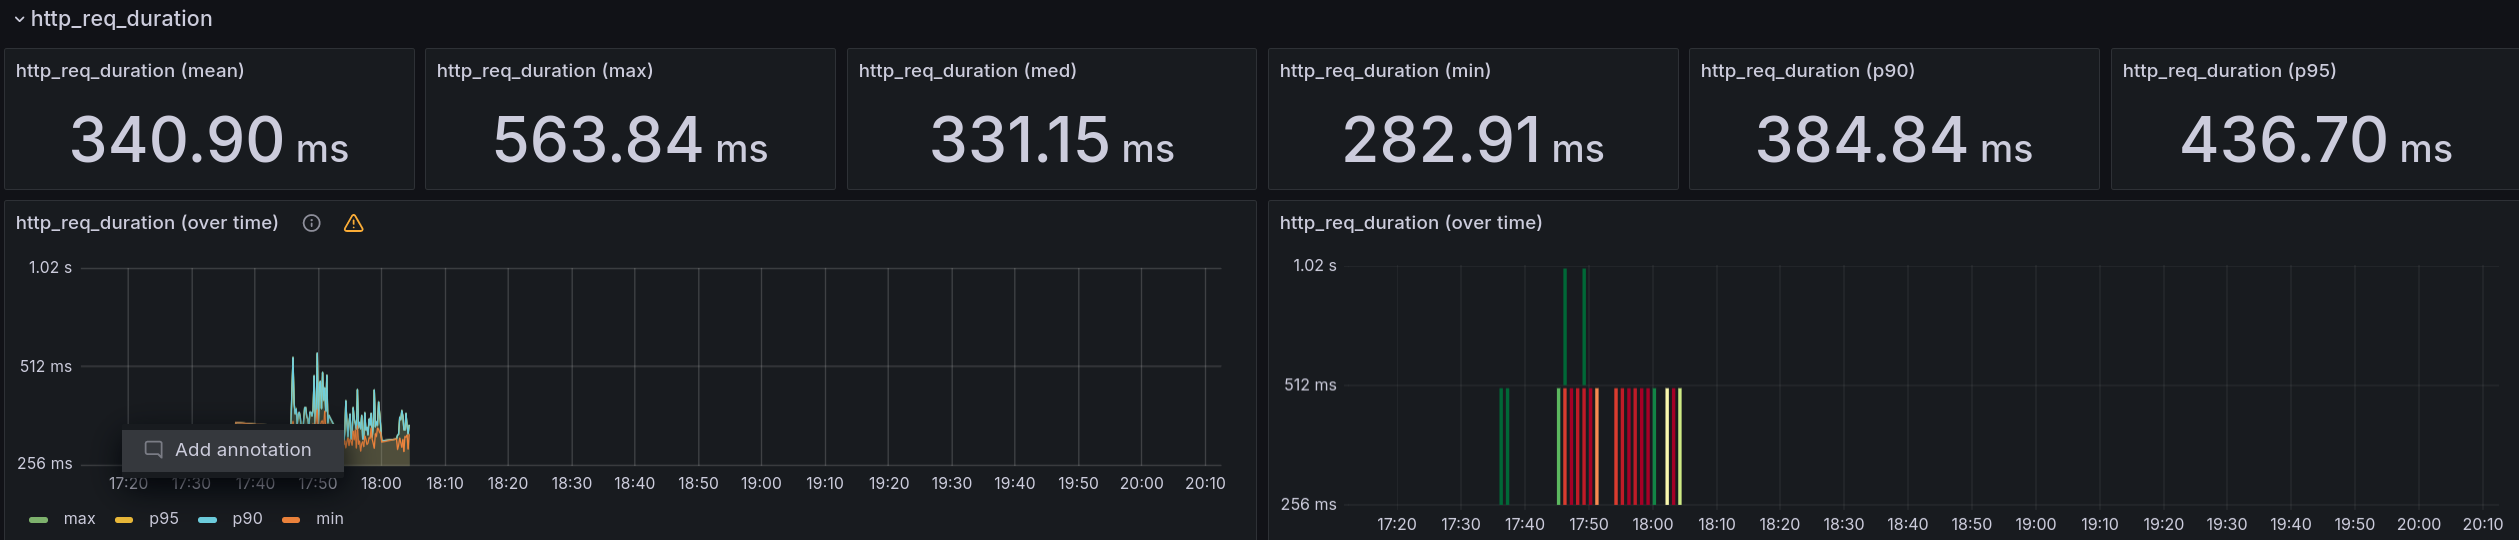 http_req_duration
http_req_duration (mean)
340.90 ms
http_req_duration (max)
563.84 ms
http_req_duration (med)
331.15 ms
http_req_duration (min)
282.91 ms
http_req_duration (p90)
384.84 ms
http_req_duration (p95)
436.70 ms
http_req_duration (over time)
1.02 s
512 ms
256 ms
Add annotation
17:20 17:30 17:40 17:50 18:00 18:10 18:20 18:30 18:40 18:50 19:00 19:10 19:20 19:30 19:40 19:50 20:00 20:10
max p95 p90 min
http_req_duration (over time)
1.02 s
512 ms
256 ms
17:20 17:30 17:40 17:50 18:00 18:10 18:20 18:30 18:40 18:50 19:00 19:10 19:20 19:30 19:40 19:50 20:00 20:10